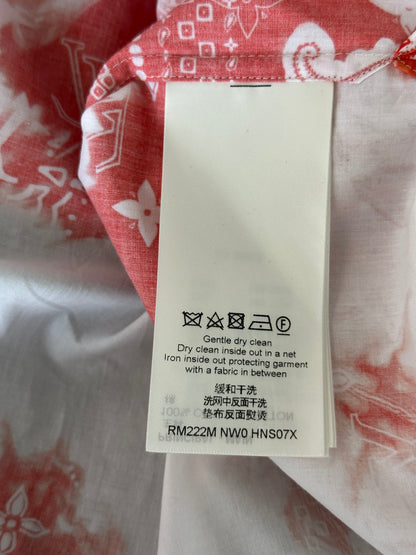 Gentle dry clean
Dry clean inside out in a net
Iron inside out protecting garment
with a fabric in between
缓和干洗
洗网中反面干洗
垫布反面熨烫
RM222M NW0 HNS07X